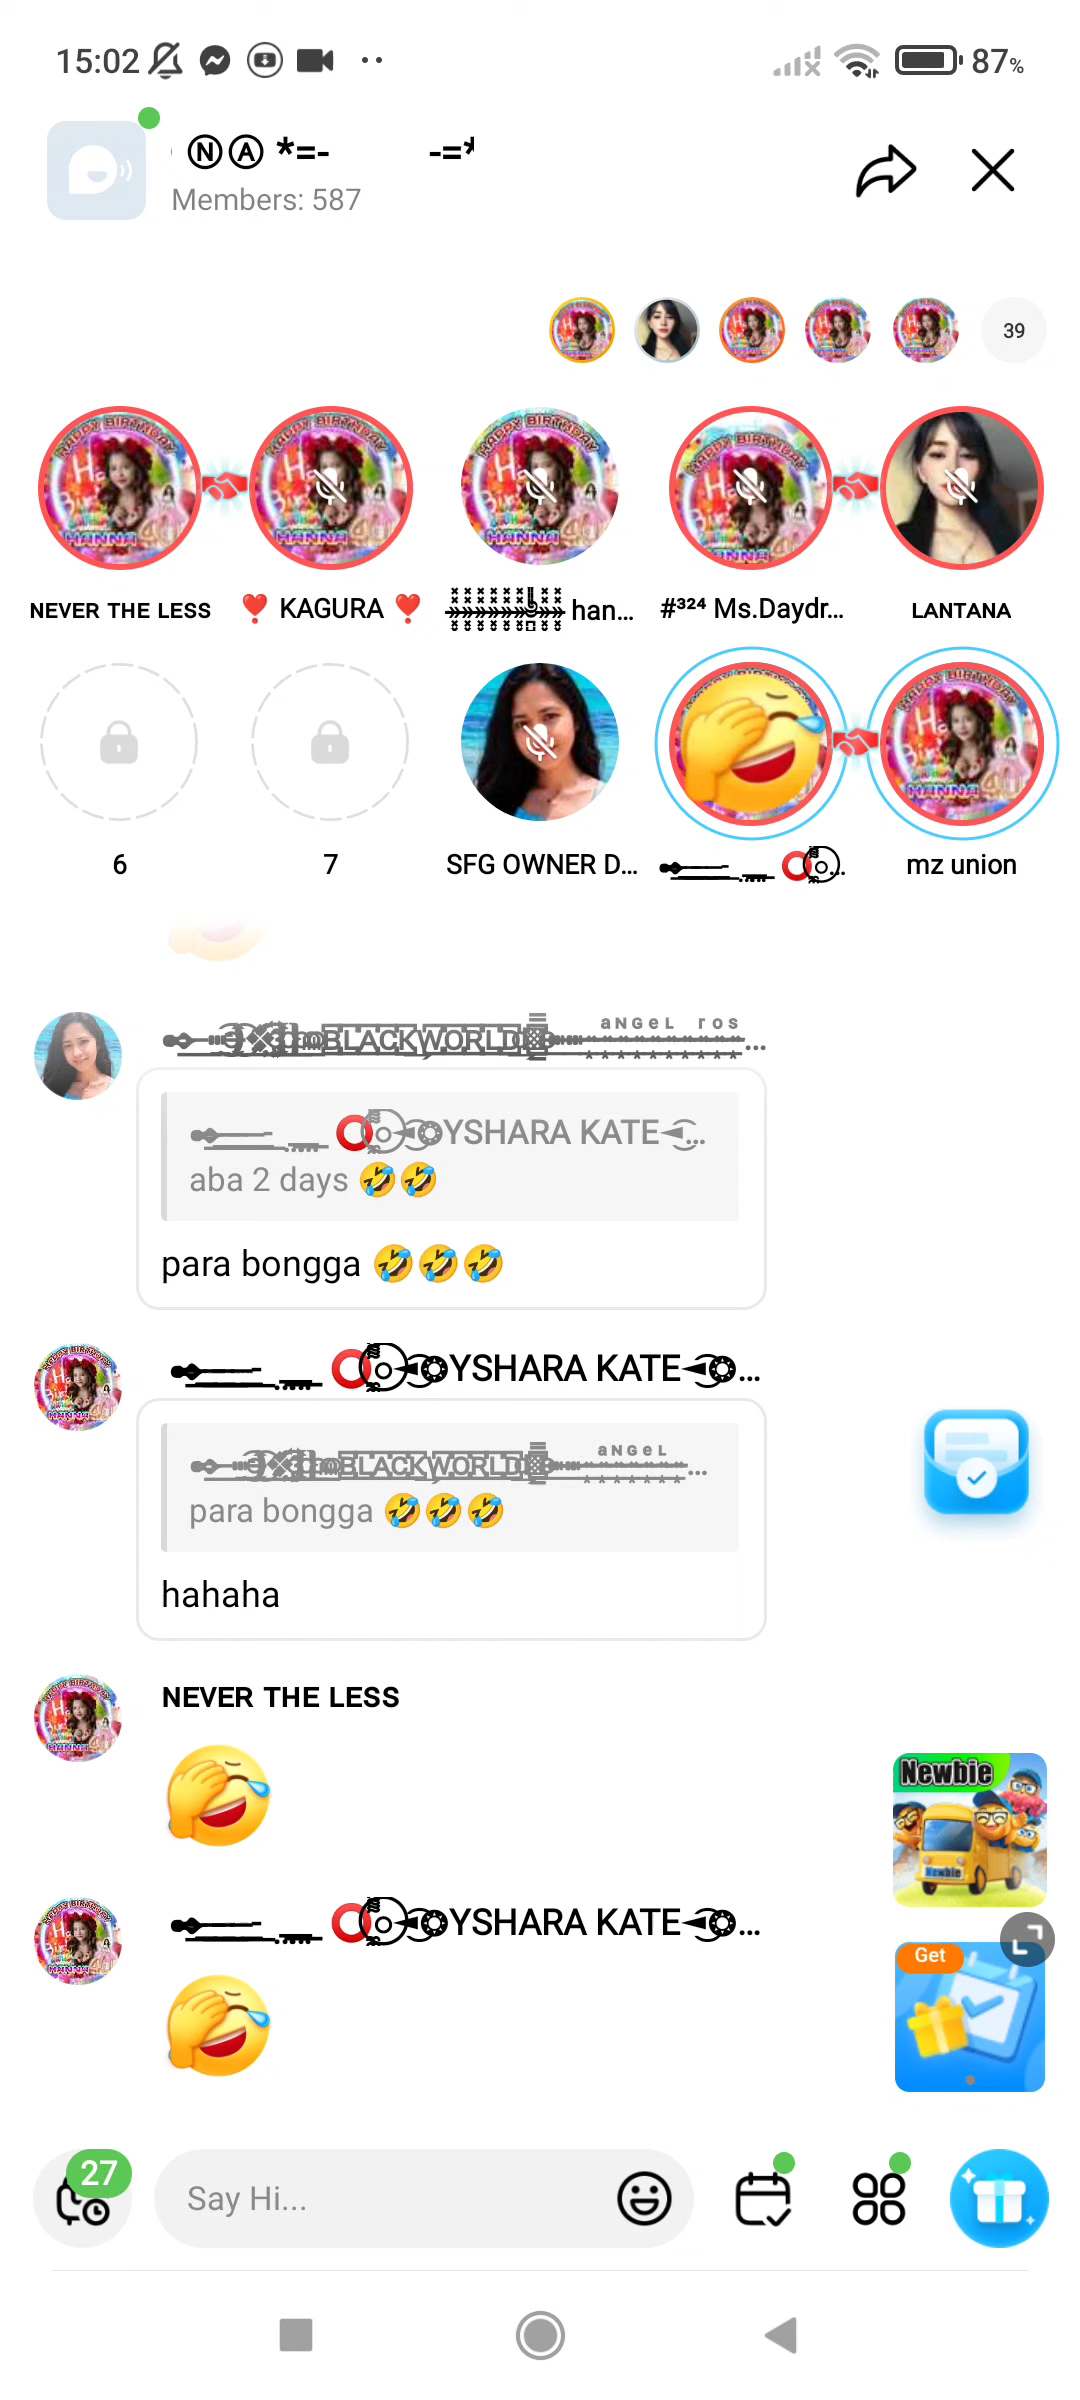 15:02
87%
ⓃⒶ *=- -=*
Members: 587
39
NEVER THE LESS
❣️ KAGURA ❣️
han...
#³²⁴ Ms.Daydr...
LANTANA
6
7
SFG OWNER D...
mz union
BLACKWORLD aNGeL ros...
YSHARA KATE...
aba 2 days 🤣🤣
para bongga 🤣🤣🤣
YSHARA KATE...
BLACKWORLD aNGeL...
para bongga 🤣🤣🤣
hahaha
NEVER THE LESS
Newbie
YSHARA KATE...
Get
27
Say Hi...